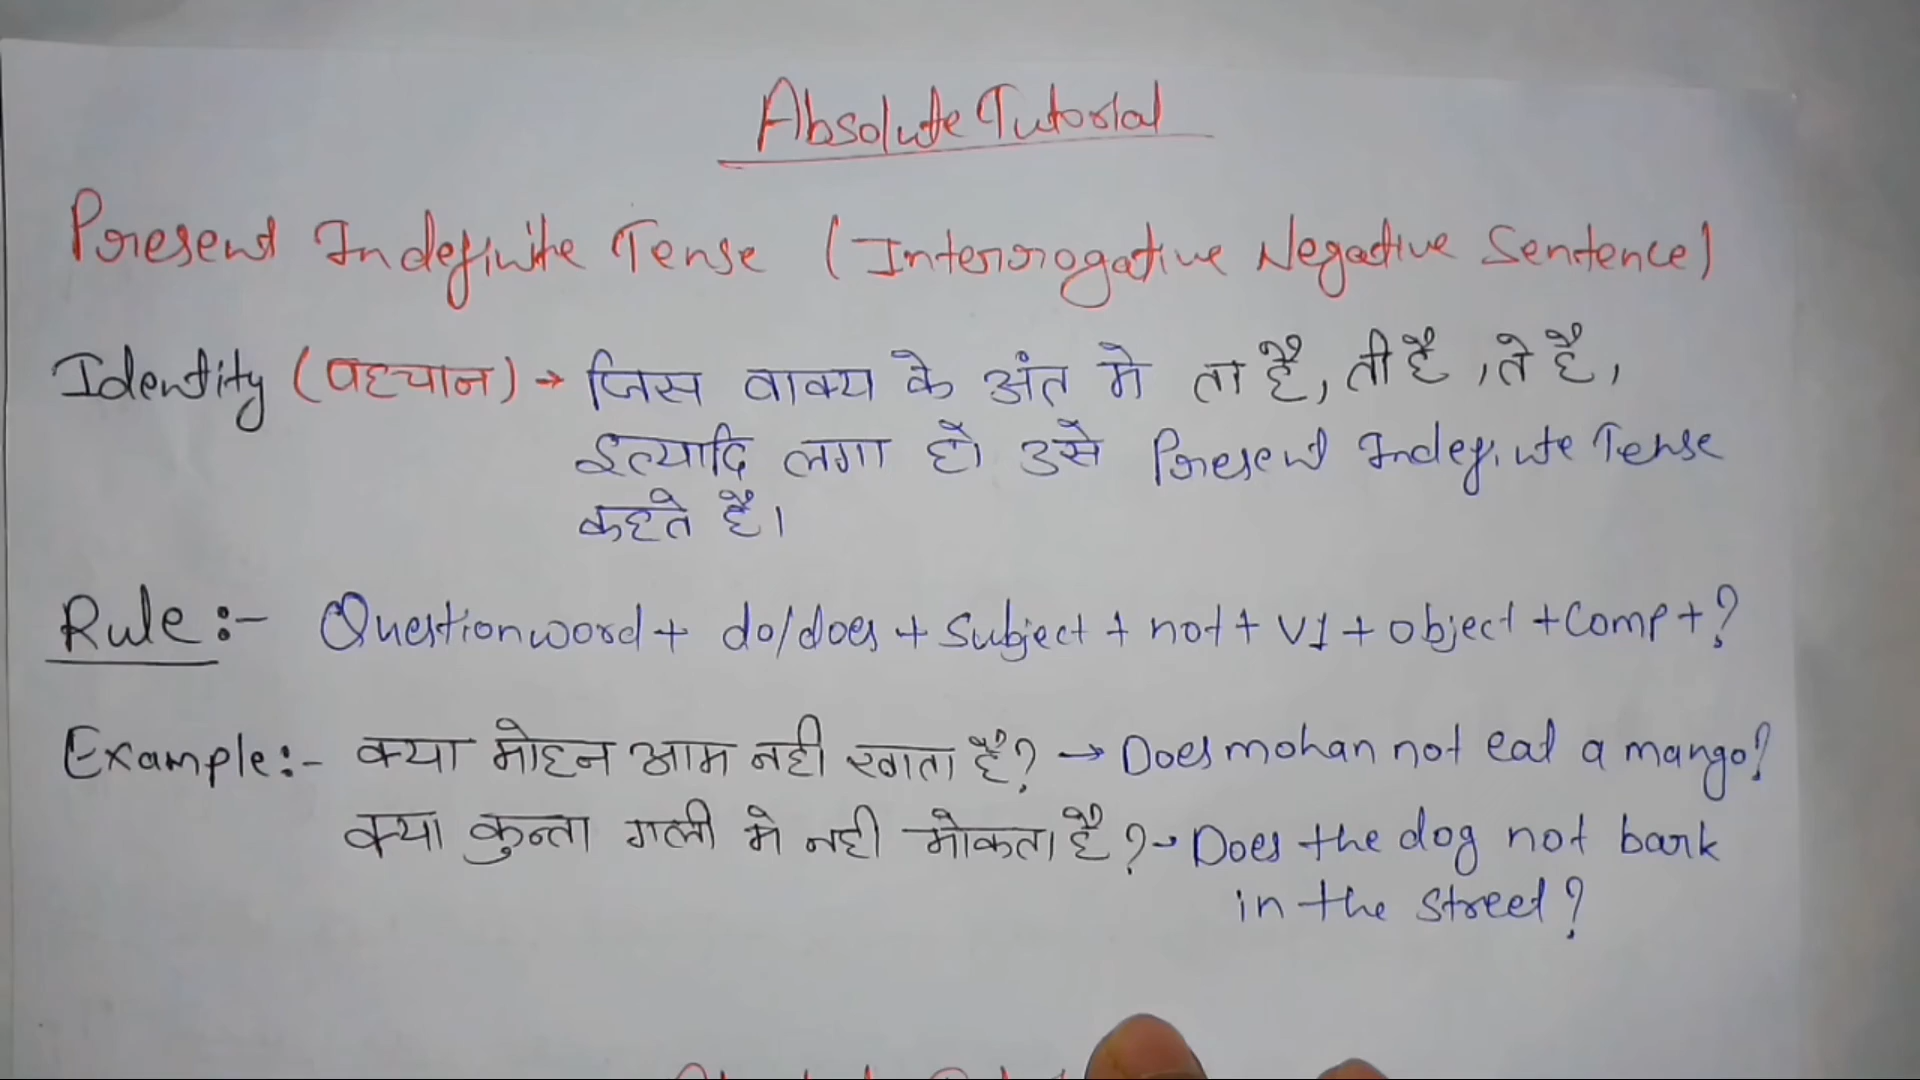 Absolute Tutorial
Present Indefinite Tense (Interrogative Negative Sentence)
Identity (पहचान) → जिस वाक्य के अंत मे ता है, ती है, ते है,
इत्यादि लगा हो उसे Present Indefinite Tense
कहते है।
Rule:- Question word + do/does + Subject + not + V1 + object + Comp + ?
Example:- क्या मोहन आम नही खाता है? → Does mohan not eat a mango?
क्या कुन्ता गली मे नही भोकता है? → Does the dog not bark
in the street?